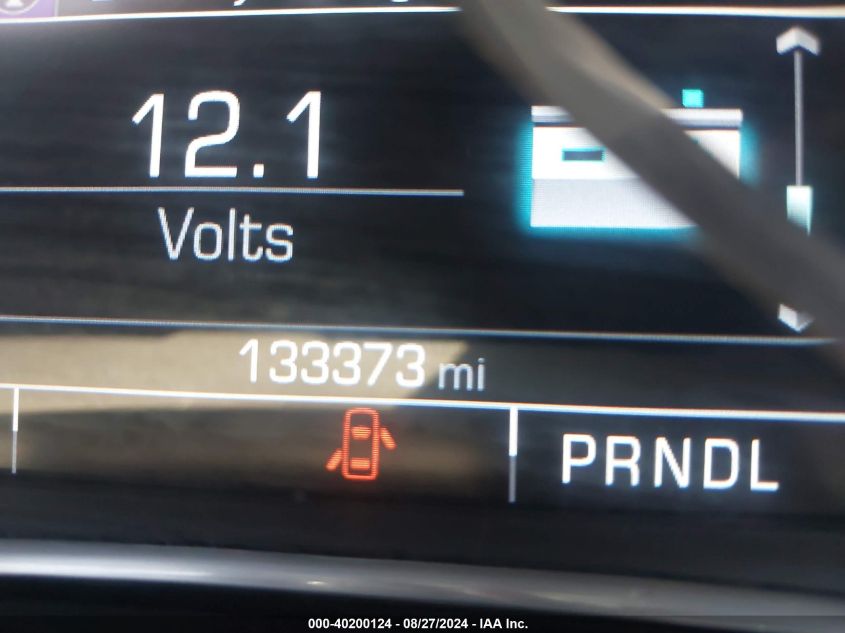 12.1
Volts
133373 mi
PRNDL
000-40200124 - 08/27/2024 - IAA Inc.